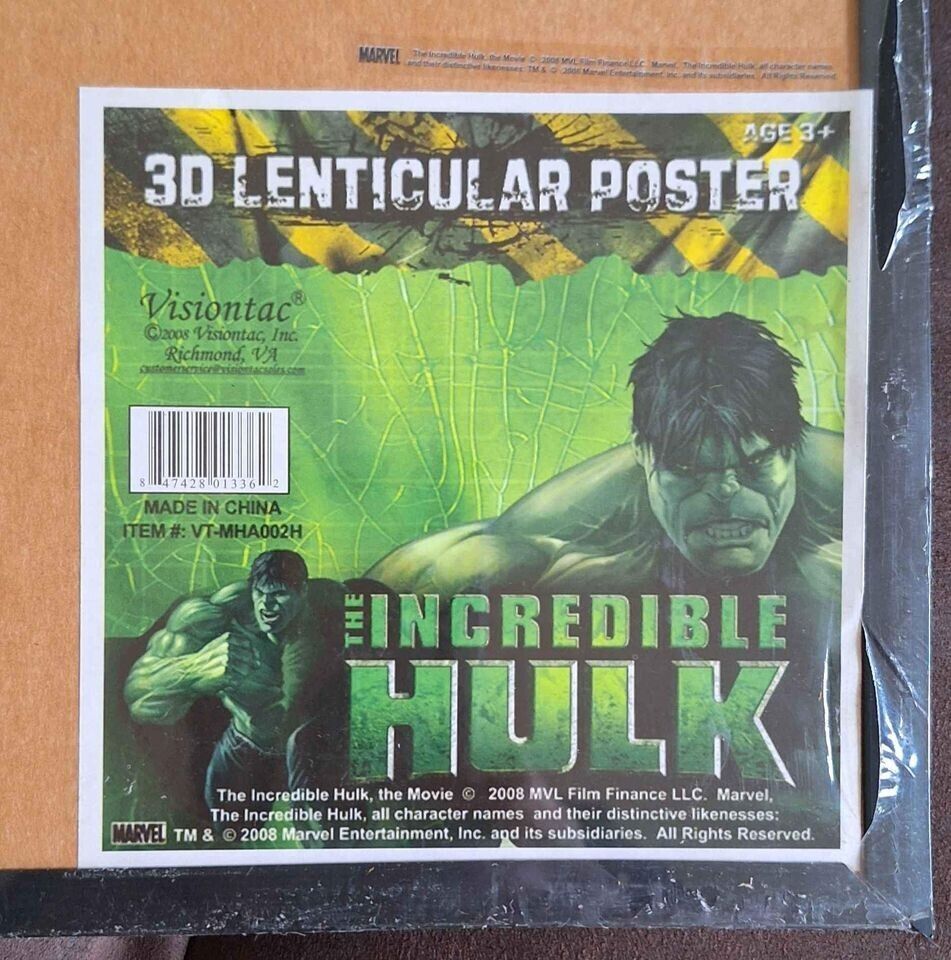 MARVEL The Incredible Hulk, the Movie © 2008 MVL Film Finance LLC. Marvel, The Incredible Hulk, all character names
and their distinctive likenesses: TM & © 2008 Marvel Entertainment, Inc. and its subsidiaries. All Rights Reserved.
AGE 3+
3D LENTICULAR POSTER
Visiontac®
©2008 Visiontac, Inc.
Richmond, VA
customerservice@visiontacsales.com
8 47428 01336 2
MADE IN CHINA
ITEM #: VT-MHA002H
THE INCREDIBLE
HULK
The Incredible Hulk, the Movie © 2008 MVL Film Finance LLC. Marvel,
The Incredible Hulk, all character names and their distinctive likenesses:
MARVEL TM & © 2008 Marvel Entertainment, Inc. and its subsidiaries. All Rights Reserved.